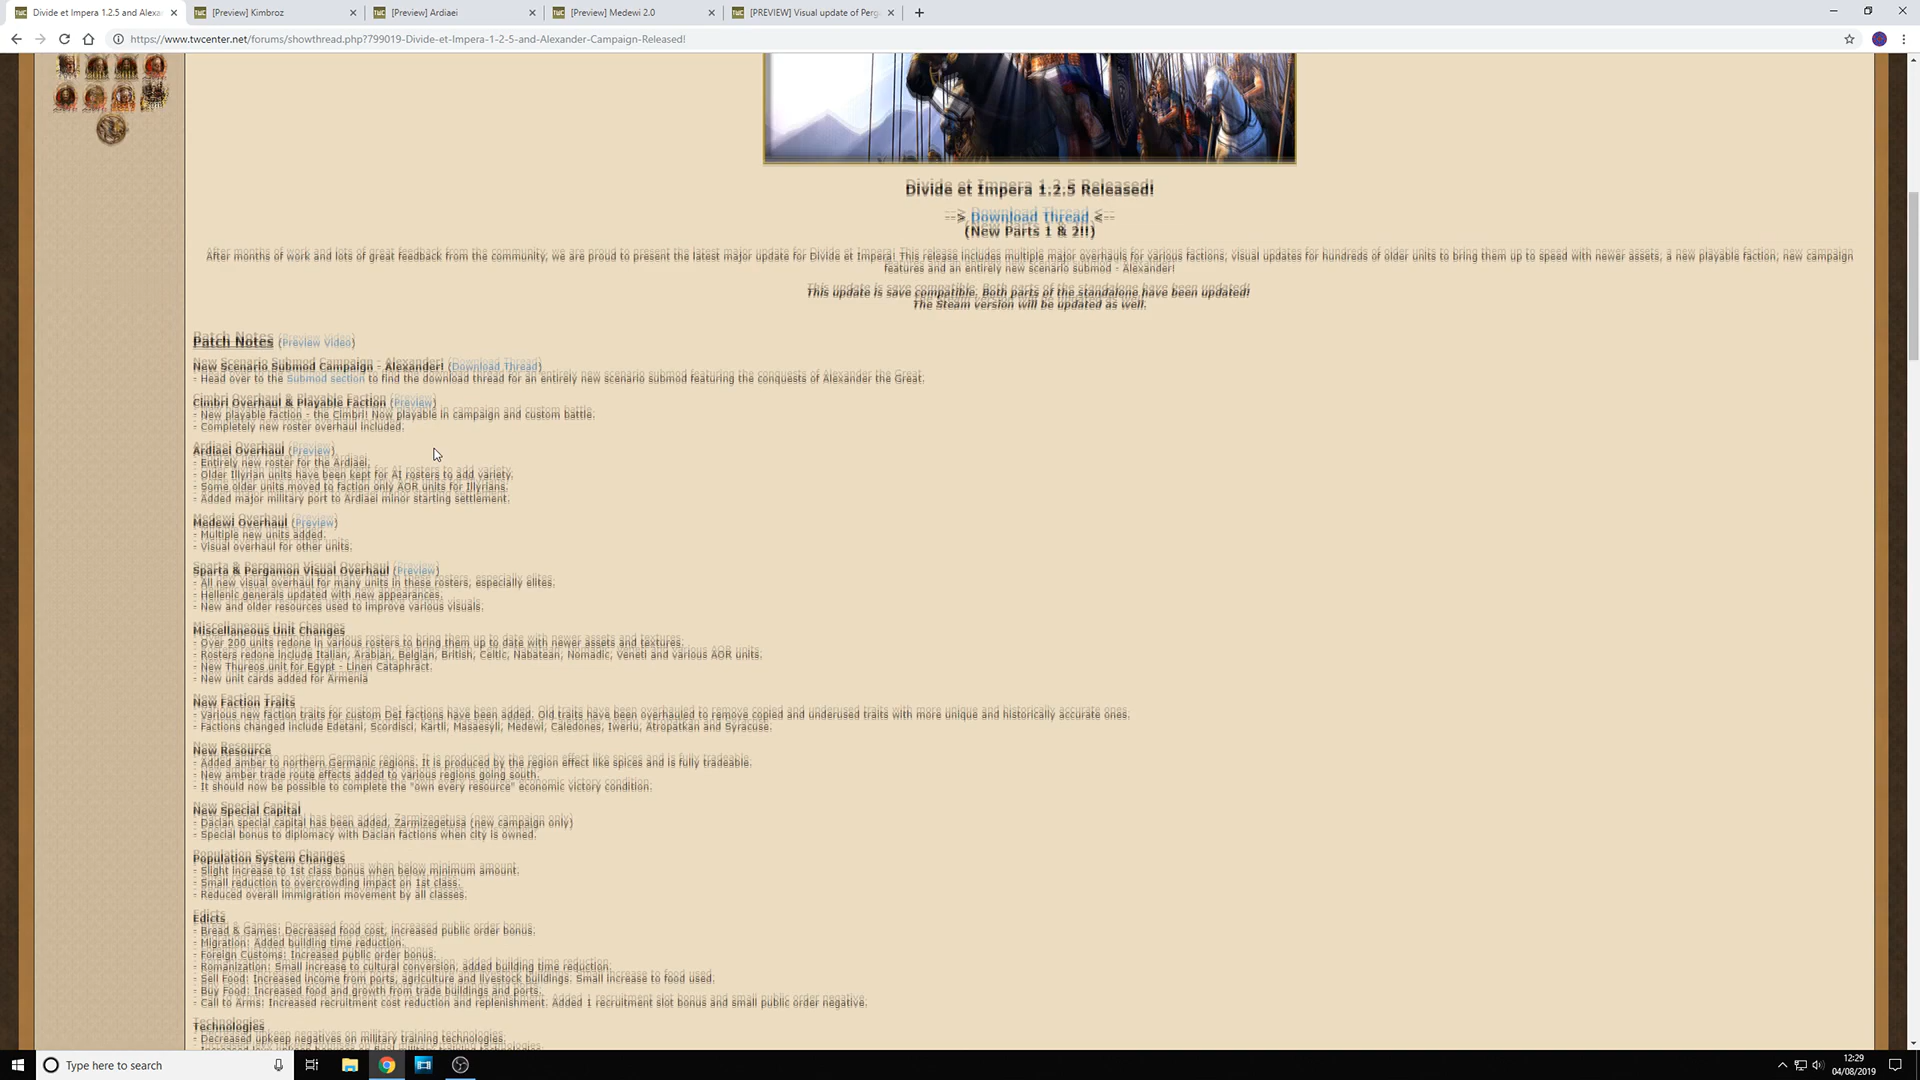 Divide et Impera 1.2.5 and Alexa
[Preview] Kimbroz
[Preview] Ardiaei
[Preview] Medewi 2.0
[PREVIEW] Visual update of Perg
https://www.twcenter.net/forums/showthread.php?799019-Divide-et-Impera-1-2-5-and-Alexander-Campaign-Released!
Divide et Impera 1.2.5 Released!
--> Download Thread <--
(New Parts 1 & 2!!)
After months of work and lots of great feedback from the community, we are proud to present the latest major update for Divide et Impera! This release includes multiple major overhauls for various factions, visual updates for hundreds of older units to bring them up to speed with newer assets, a new playable faction, new campaign
features and an entirely new scenario submod - Alexander!
This update is save compatible. Both parts of the standalone have been updated!
The Steam version will be updated as well.
Patch Notes (Preview Video)
New Scenario Submod Campaign - Alexander! (Download Thread)
- Head over to the Submod section to find the download thread for an entirely new scenario submod featuring the conquests of Alexander the Great.
Cimbri Overhaul & Playable Faction (Preview)
- New playable faction - the Cimbri! Now playable in campaign and custom battle.
- Completely new roster overhaul included.
Ardiaei Overhaul (Preview)
- Entirely new roster for the Ardiaei.
- Older Illyrian units have been kept for AI rosters to add variety.
- Some older units moved to faction only AOR units for Illyrians.
- Added major military port to Ardiaei minor starting settlement.
Medewi Overhaul (Preview)
- Multiple new units added.
- Visual overhaul for other units.
Sparta & Pergamon Visual Overhaul (Preview)
- All new visual overhaul for many units in these rosters, especially elites.
- Hellenic generals updated with new appearances.
- New and older resources used to improve various visuals.
Miscellaneous Unit Changes
- Over 200 units redone in various rosters to bring them up to date with newer assets and textures.
- Rosters redone include Italian, Arabian, Belgian, British, Celtic, Nabatean, Nomadic, Veneti and various AOR units.
- New Thureos unit for Egypt - Linen Cataphract.
- New unit cards added for Armenia
New Faction Traits
- Various new faction traits for custom DeI factions have been added. Old traits have been overhauled to remove copied and underused traits with more unique and historically accurate ones.
- Factions changed include Edetani, Scordisci, Kartli, Masaesyli, Medewi, Caledones, Iweriu, Atropatkan and Syracuse.
New Resource
- Added amber to northern Germanic regions. It is produced by the region effect like spices and is fully tradeable.
- New amber trade route effects added to various regions going south.
- It should now be possible to complete the "own every resource" economic victory condition.
New Special Capital
- Dacian special capital has been added, Zarmizegetusa (new campaign only)
- Special bonus to diplomacy with Dacian factions when city is owned.
Population System Changes
- Slight increase to 1st class bonus when below minimum amount.
- Small reduction to overcrowding impact on 1st class.
- Reduced overall immigration movement by all classes.
Edicts
- Bread & Games: Decreased food cost, increased public order bonus.
- Migration: Added building time reduction.
- Foreign Customs: Increased public order bonus.
- Romanization: Small increase to cultural conversion, added building time reduction.
- Sell Food: Increased income from ports, agriculture and livestock buildings. Small increase to food used.
- Buy Food: Increased food and growth from trade buildings and ports.
- Call to Arms: Increased recruitment cost reduction and replenishment. Added 1 recruitment slot bonus and small public order negative.
Technologies
- Decreased upkeep negatives on military training technologies.
Type here to search
12:29
04/08/2019